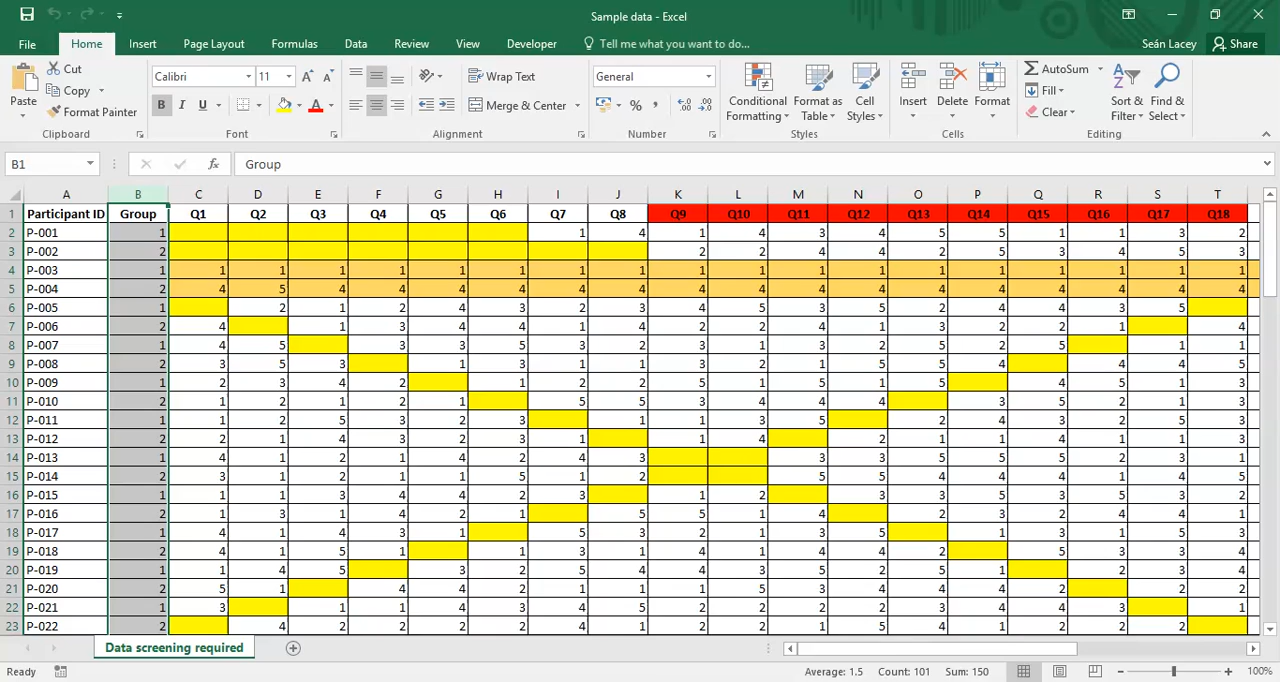 Sample data - Excel
File Home Insert Page Layout Formulas Data Review View Developer Tell me what you want to do... Seán Lacey Share
Cut
Copy
Format Painter
Paste
Clipboard
Calibri 11
B I U
Font
Wrap Text
Merge & Center
Alignment
General
%
Number
Conditional Formatting
Format as Table
Cell Styles
Styles
Insert Delete Format
Cells
AutoSum
Fill
Clear
Sort & Filter
Find & Select
Editing
B1 fx Group
A B C D E F G H I J K L M N O P Q R S T
1 Participant ID Group Q1 Q2 Q3 Q4 Q5 Q6 Q7 Q8 Q9 Q10 Q11 Q12 Q13 Q14 Q15 Q16 Q17 Q18
2 P-001 1 1 4 1 4 3 4 5 5 1 1 3 2
3 P-002 2 2 2 4 4 2 5 3 4 5 3
4 P-003 1 1 1 1 1 1 1 1 1 1 1 1 1 1 1 1 1 1 1
5 P-004 2 4 5 4 4 4 4 4 4 4 4 4 4 4 4 4 4 4 4
6 P-005 1 2 1 2 4 3 2 3 4 5 3 5 2 4 4 3 5
7 P-006 2 4 1 3 4 4 1 4 2 2 4 1 3 2 2 1 4
8 P-007 1 4 5 3 3 5 3 2 3 1 3 2 5 2 5 1 1
9 P-008 2 3 5 3 1 3 1 1 3 2 1 5 5 4 4 4 5
10 P-009 1 2 3 4 2 1 2 2 5 1 5 1 5 4 5 1 3
11 P-010 2 1 2 1 2 1 5 5 3 4 4 4 3 5 2 1 3
12 P-011 1 1 2 5 3 2 3 3 1 3 5 2 4 3 2 5 3
13 P-012 2 2 1 4 3 2 3 1 1 4 2 1 4 1 1 3
14 P-013 1 4 1 2 1 4 2 4 3 4 3 5 5 5 2 3 1
15 P-014 2 3 1 2 1 1 5 1 2 5 5 4 4 4 3 4 5
16 P-015 1 1 1 3 4 4 2 3 1 2 3 3 5 2 5 3 2
17 P-016 2 1 3 1 4 2 1 5 5 1 4 2 3 2 4 4 1
18 P-017 1 4 1 4 3 1 5 3 2 1 3 5 1 3 1 5 3
19 P-018 2 4 1 5 1 1 3 1 4 1 4 4 2 5 3 3 4
20 P-019 1 1 4 5 3 2 5 4 4 3 2 5 1 2 3 4
21 P-020 2 5 1 4 4 2 1 1 1 5 3 4 4 4 2 2 2
22 P-021 1 3 1 1 4 3 4 5 2 2 2 2 3 4 4 3 1
23 P-022 2 4 2 2 2 4 1 2 2 1 5 4 1 2 2 2
Data screening required
Ready Average: 1.5 Count: 101 Sum: 150 100%